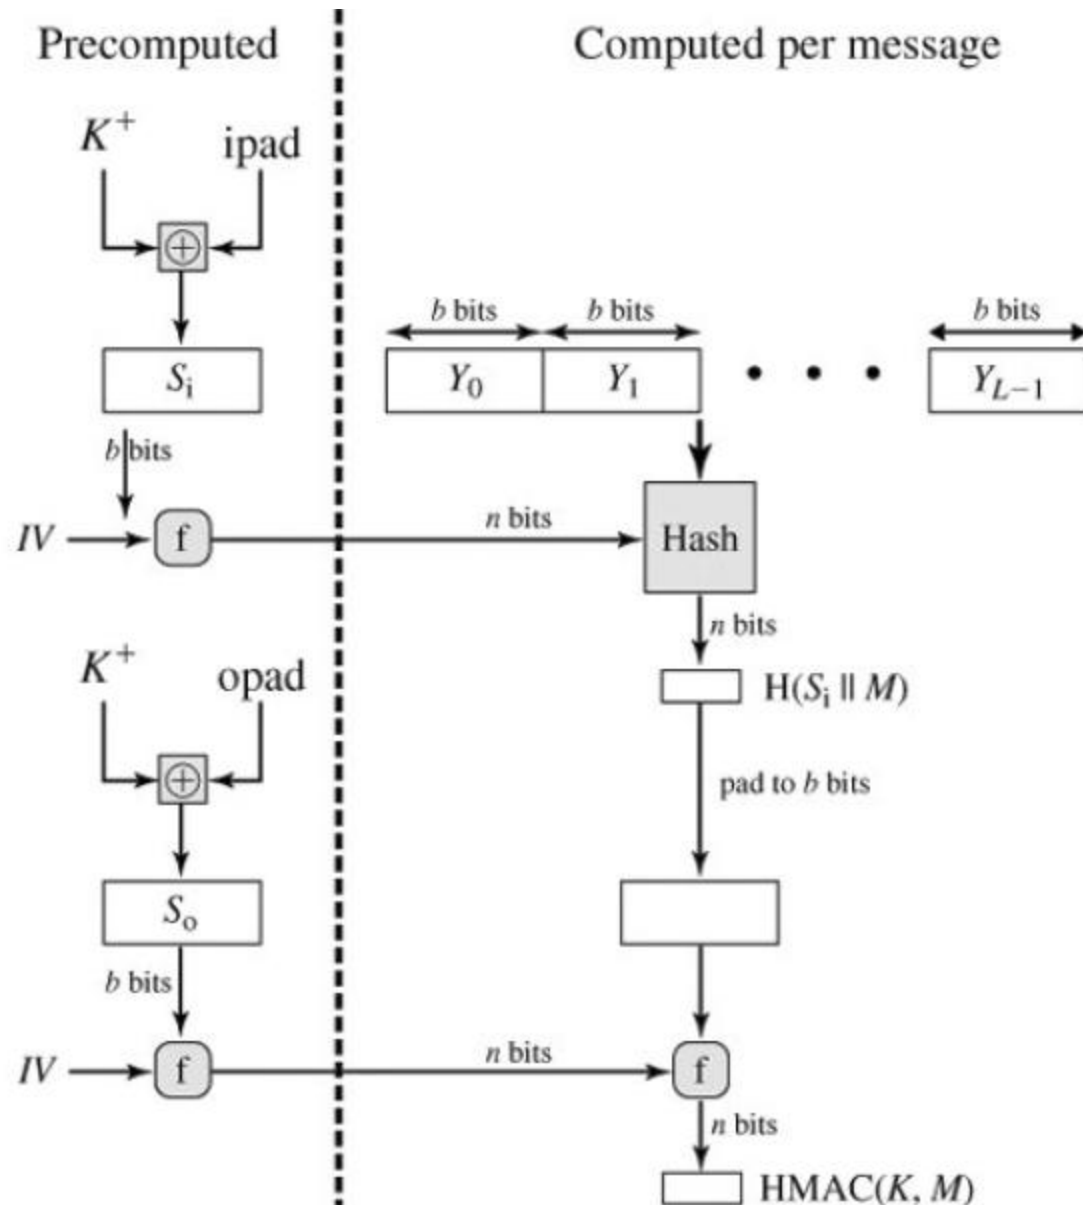 Precomputed
Computed per message
K+
ipad
⊕
Si
b bits
IV
f
n bits
b bits
b bits
b bits
Y0
Y1
• • •
YL−1
Hash
n bits
H(Si || M)
pad to b bits
K+
opad
⊕
So
b bits
IV
f
n bits
f
n bits
HMAC(K, M)